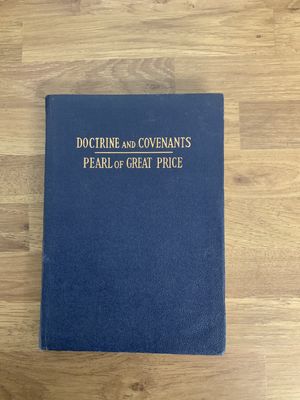 DOCTRINE AND COVENANTS
PEARL OF GREAT PRICE